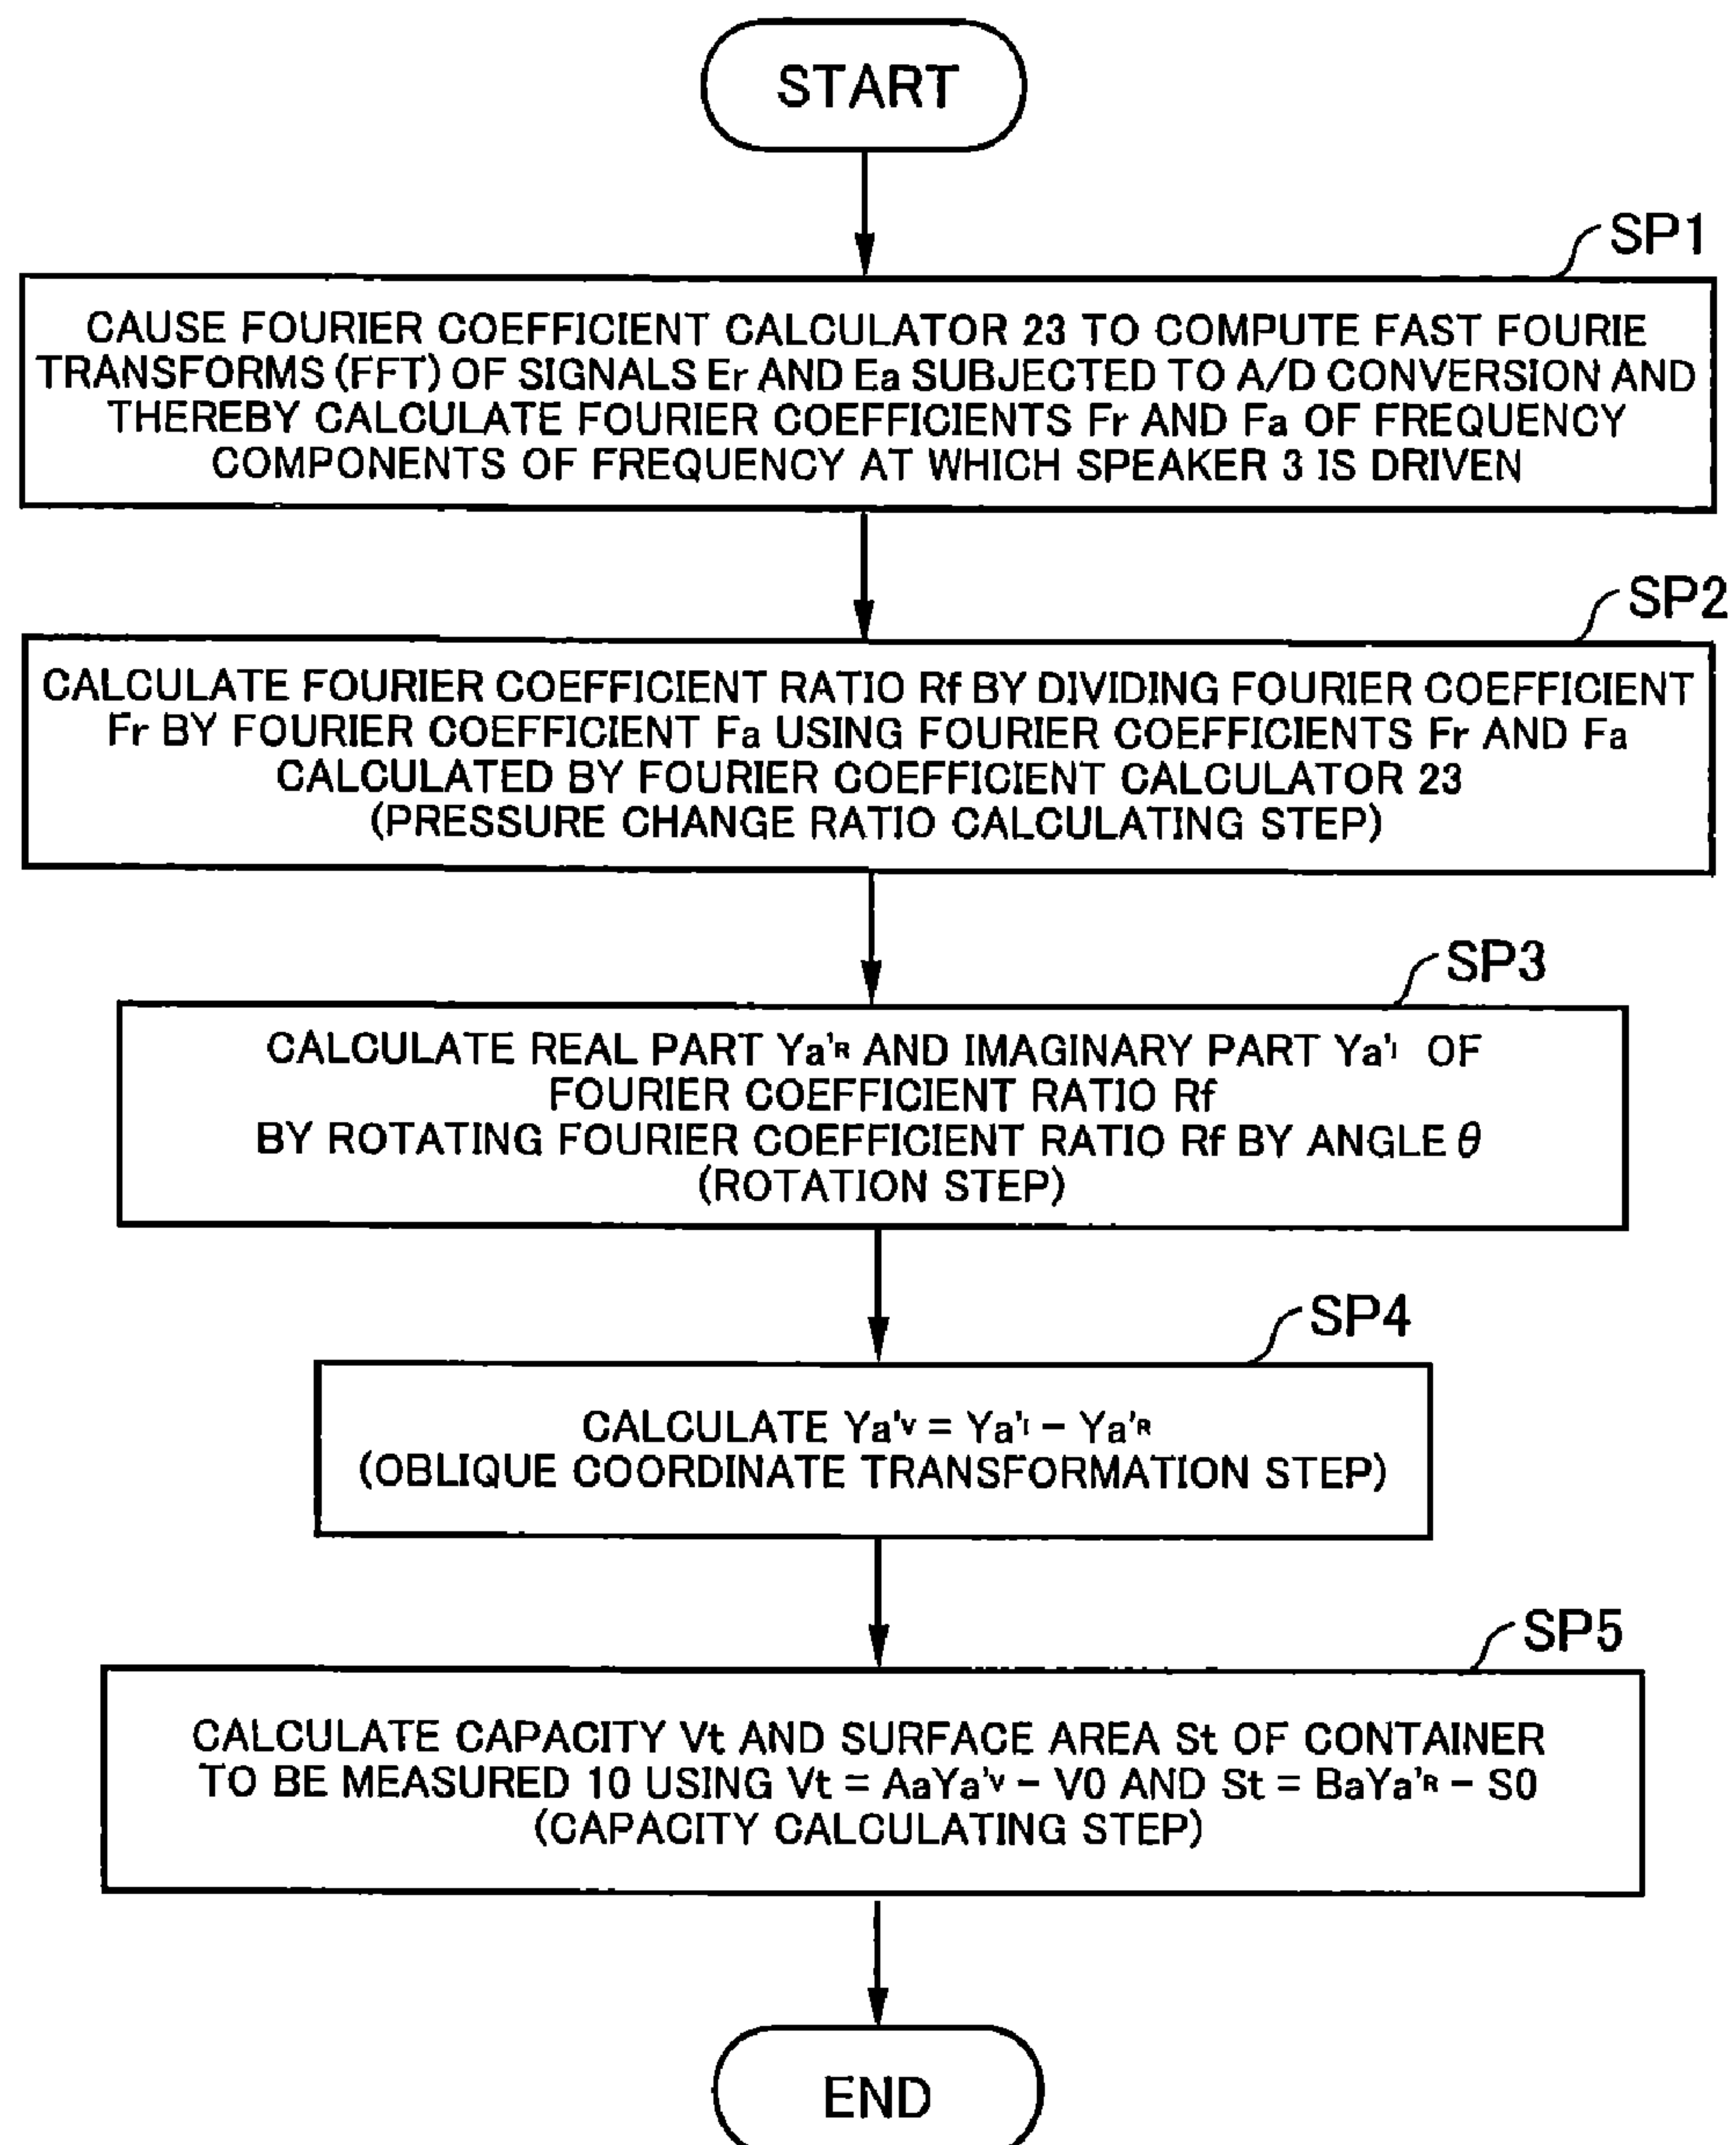 START
SP1
CAUSE FOURIER COEFFICIENT CALCULATOR 23 TO COMPUTE FAST FOURIE
TRANSFORMS (FFT) OF SIGNALS Er AND Ea SUBJECTED TO A/D CONVERSION AND
THEREBY CALCULATE FOURIER COEFFICIENTS Fr AND Fa OF FREQUENCY
COMPONENTS OF FREQUENCY AT WHICH SPEAKER 3 IS DRIVEN
SP2
CALCULATE FOURIER COEFFICIENT RATIO Rf BY DIVIDING FOURIER COEFFICIENT
Fr BY FOURIER COEFFICIENT Fa USING FOURIER COEFFICIENTS Fr AND Fa
CALCULATED BY FOURIER COEFFICIENT CALCULATOR 23
(PRESSURE CHANGE RATIO CALCULATING STEP)
SP3
CALCULATE REAL PART Ya'R AND IMAGINARY PART Ya'I OF
FOURIER COEFFICIENT RATIO Rf
BY ROTATING FOURIER COEFFICIENT RATIO Rf BY ANGLE θ
(ROTATION STEP)
SP4
CALCULATE Ya'V = Ya'I - Ya'R
(OBLIQUE COORDINATE TRANSFORMATION STEP)
SP5
CALCULATE CAPACITY Vt AND SURFACE AREA St OF CONTAINER
TO BE MEASURED 10 USING Vt = AaYa'V - V0 AND St = BaYa'R - S0
(CAPACITY CALCULATING STEP)
END